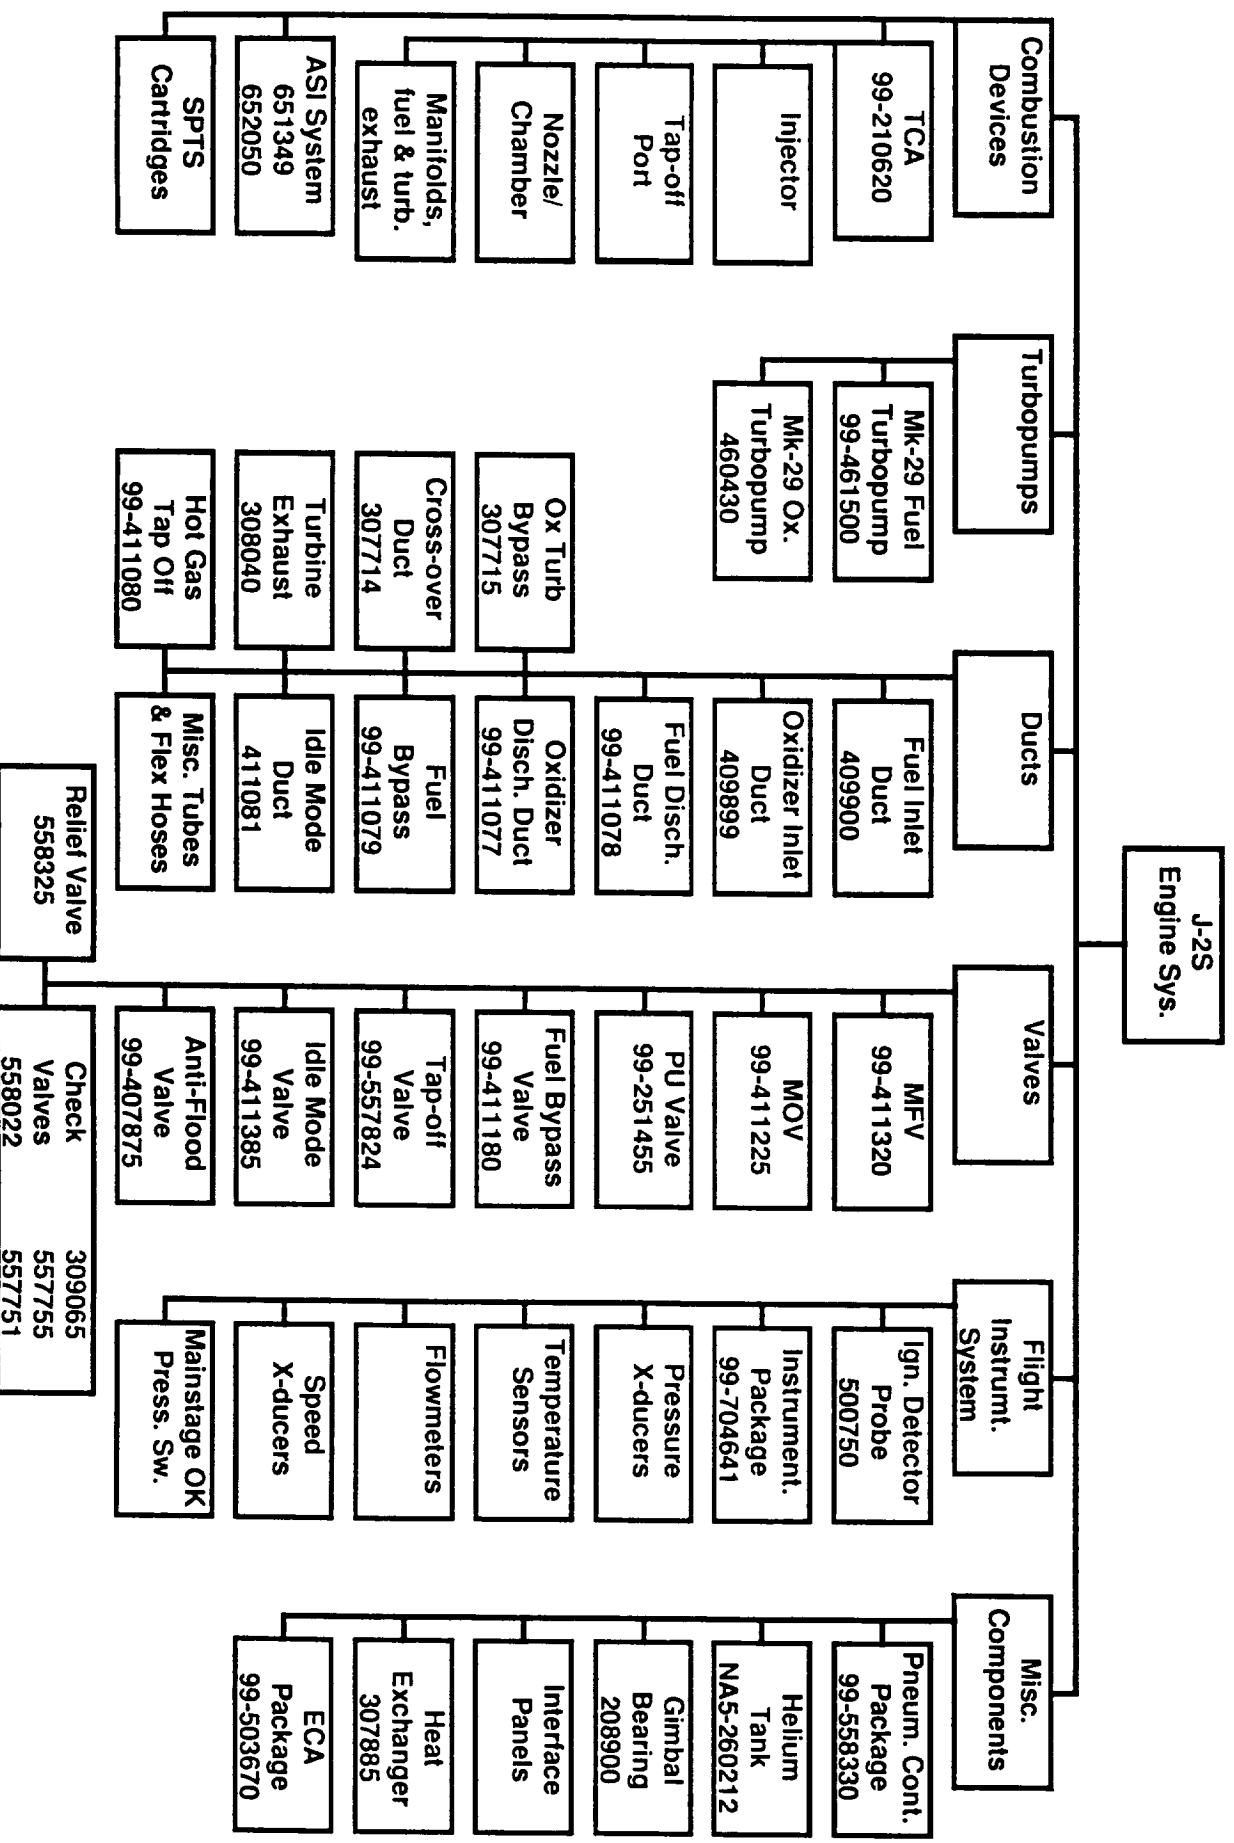 J-2S
Engine Sys.
Combustion
Devices
TCA
99-210620
Injector
Tap-off
Port
Nozzle/
Chamber
Manifolds,
fuel & turb.
exhaust
ASI System
651349
652050
SPTS
Cartridges
Turbopumps
Mk-29 Fuel
Turbopump
99-461500
Mk-29 Ox.
Turbopump
460430
Ducts
Fuel Inlet
Duct
409900
Oxidizer Inlet
Duct
409899
Fuel Disch.
Duct
99-411078
Ox Turb
Bypass
307715
Oxidizer
Disch. Duct
99-411077
Cross-over
Duct
307714
Fuel
Bypass
99-411079
Turbine
Exhaust
308040
Idle Mode
Duct
411081
Hot Gas
Tap Off
99-411080
Misc. Tubes
& Flex Hoses
Valves
MFV
99-411320
MOV
99-411225
PU Valve
99-251455
Fuel Bypass
Valve
99-411180
Tap-off
Valve
99-557824
Idle Mode
Valve
99-411385
Anti-Flood
Valve
99-407875
Relief Valve
558325
Check 309065
Valves 557755
558022 557751
Flight
Instrumt.
System
Ign. Detector
Probe
500750
Instrument.
Package
99-704641
Pressure
X-ducers
Temperature
Sensors
Flowmeters
Speed
X-ducers
Mainstage OK
Press. Sw.
Misc.
Components
Pneum. Cont.
Package
99-558330
Helium
Tank
NA5-260212
Gimbal
Bearing
208900
Interface
Panels
Heat
Exchanger
307885
ECA
Package
99-503670